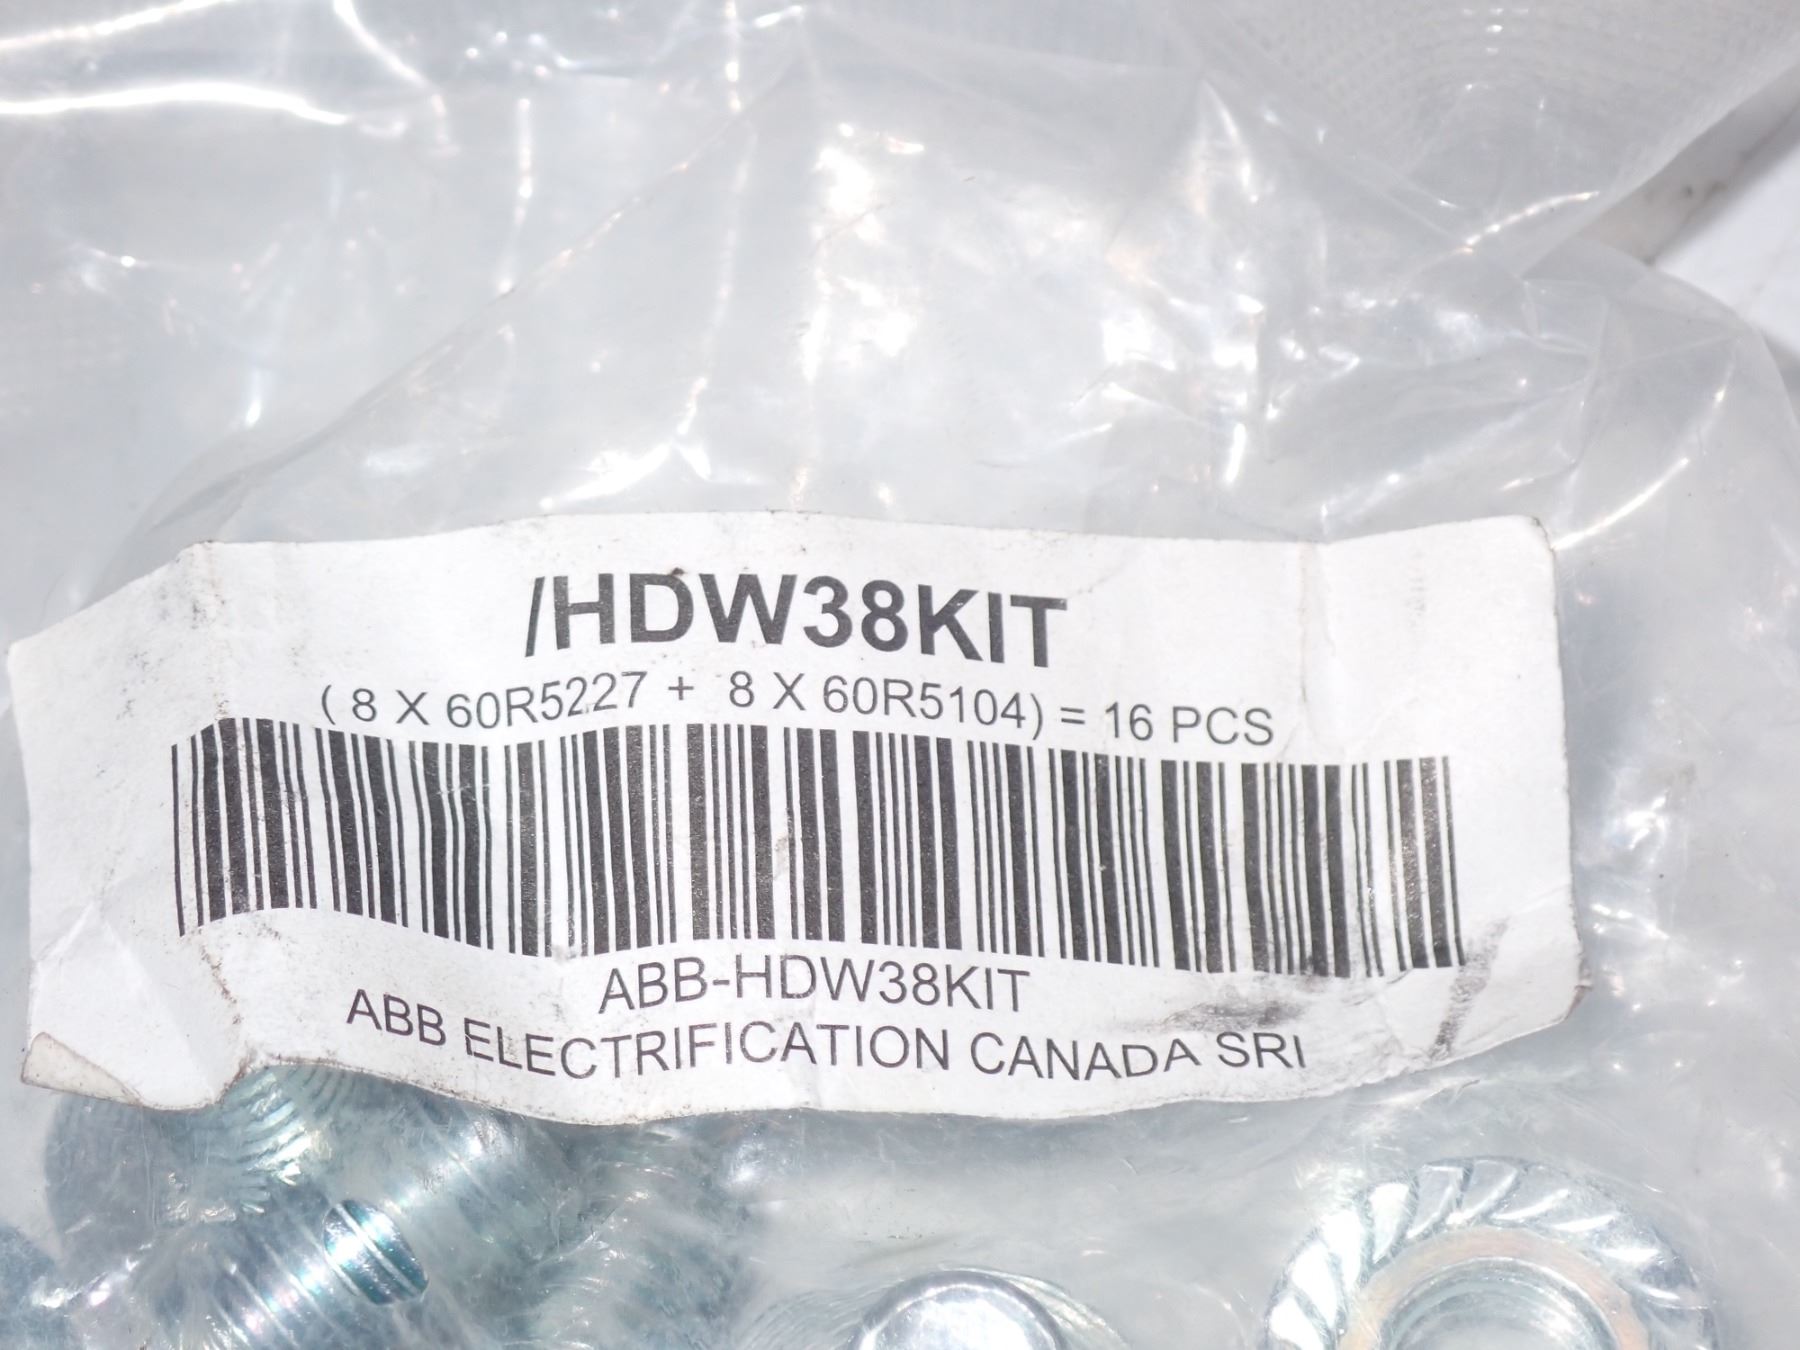 /HDW38KIT
( 8 X 60R5227 + 8 X 60R5104) = 16 PCS
ABB-HDW38KIT
ABB ELECTRIFICATION CANADA SRI